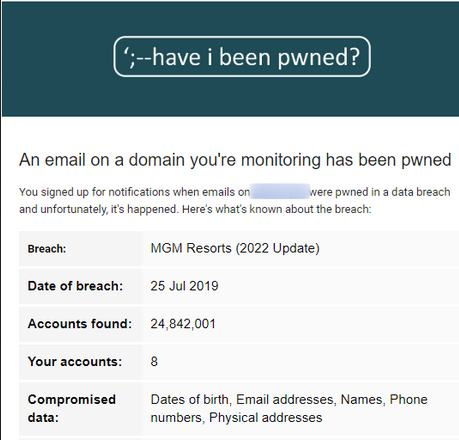 ‘;--have i been pwned?
An email on a domain you're monitoring has been pwned
You signed up for notifications when emails on were pwned in a data breach
and unfortunately, it's happened. Here's what's known about the breach:
Breach: MGM Resorts (2022 Update)
Date of breach: 25 Jul 2019
Accounts found: 24,842,001
Your accounts: 8
Compromised Dates of birth, Email addresses, Names, Phone
data: numbers, Physical addresses